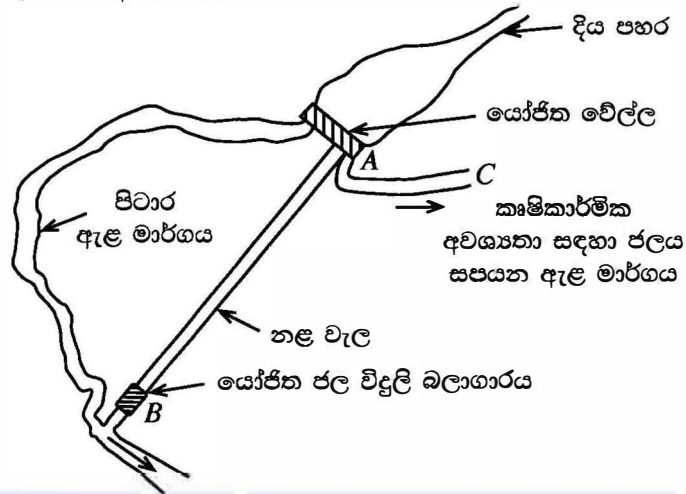 දිය පහර
යෝජිත වේල්ල
A
C
පිටාර
ඇළ මාර්ගය
කෘෂිකාර්මික
අවශ්‍යතා සඳහා ජලය
සපයන ඇළ මාර්ගය
නළ වැල
යෝජිත ජල විදුලි බලාගාරය
B